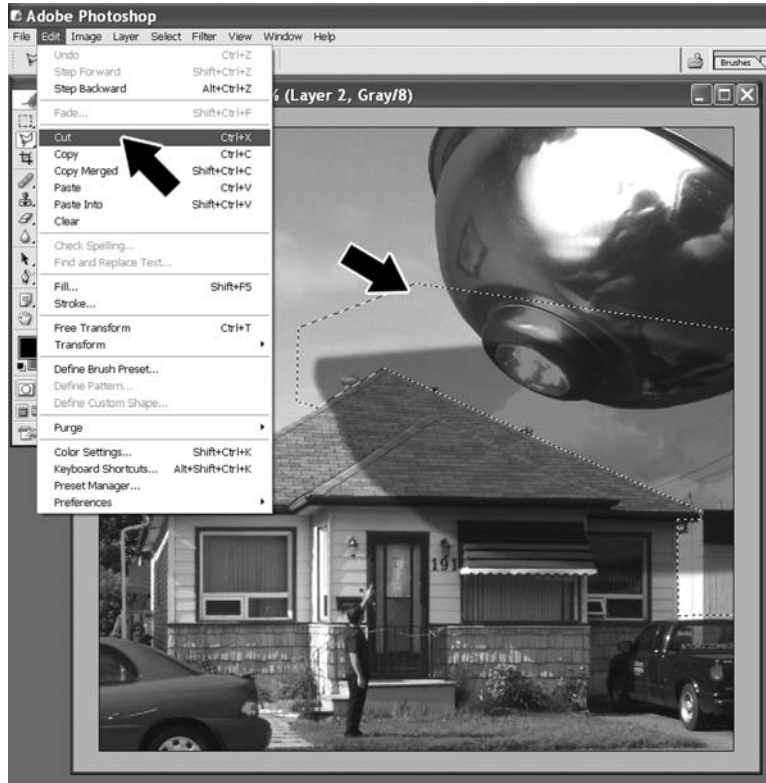 Adobe Photoshop
File Edit Image Layer Select Filter View Window Help
Brushes
Undo Ctrl+Z
Step Forward Shift+Ctrl+Z
Step Backward Alt+Ctrl+Z
Fade... Shift+Ctrl+F
Cut Ctrl+X
Copy Ctrl+C
Copy Merged Shift+Ctrl+C
Paste Ctrl+V
Paste Into Shift+Ctrl+V
Clear
Check Spelling...
Find and Replace Text...
Fill... Shift+F5
Stroke...
Free Transform Ctrl+T
Transform
Define Brush Preset...
Define Pattern...
Define Custom Shape...
Purge
Color Settings... Shift+Ctrl+K
Keyboard Shortcuts... Alt+Shift+Ctrl+K
Preset Manager...
Preferences
% (Layer 2, Gray/8)
191